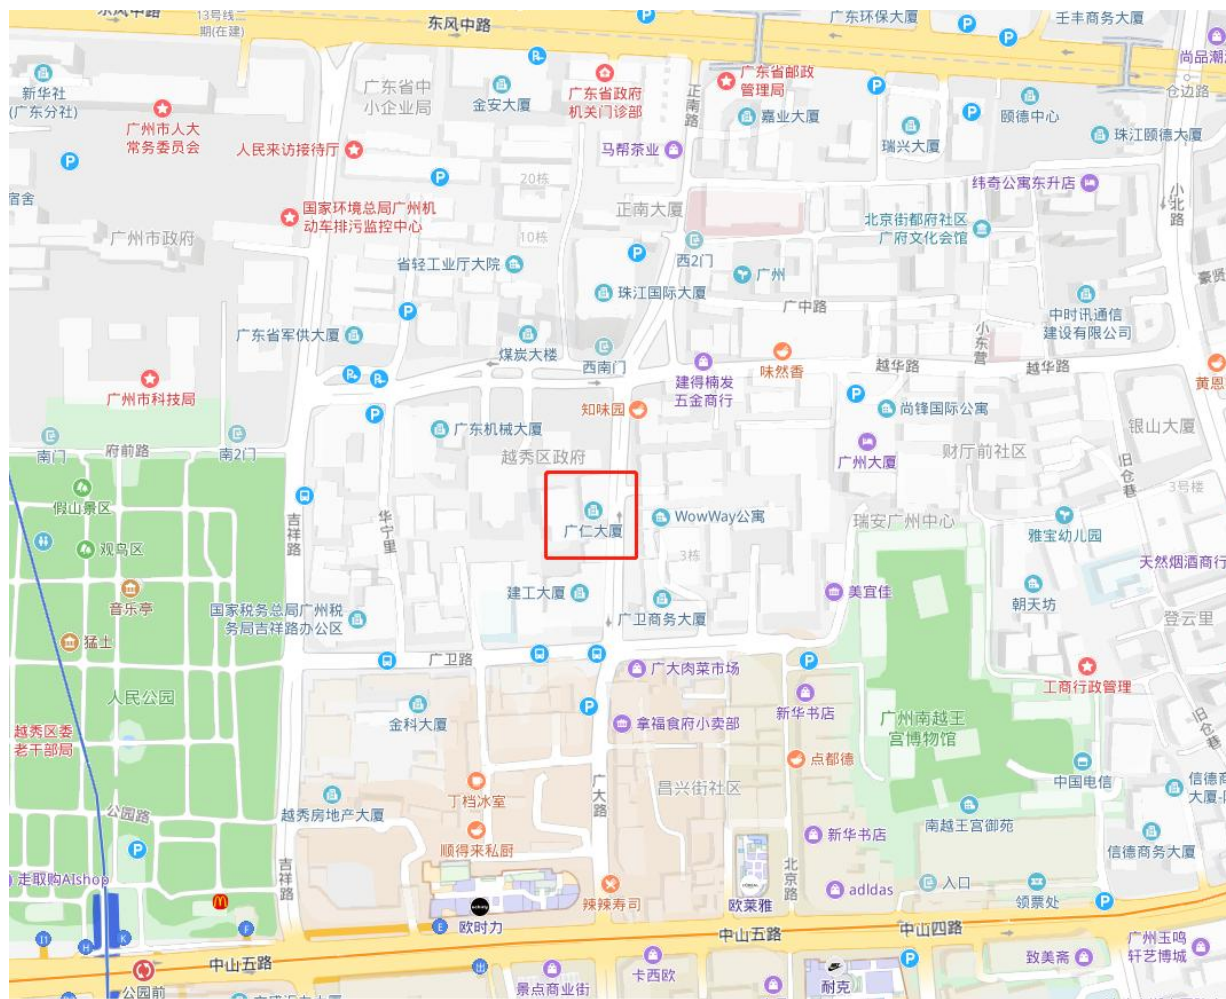 东风中路
13号线二
期(在建)
东风中路
广东环保大厦
壬丰商务大厦
尚品潮
新华社
(广东分社)
广东省中
小企业局
金安大厦
广东省政府
机关门诊部
正南路
广东省邮政
管理局
仓边路
颐德中心
嘉业大厦
广州市人大
常务委员会
人民来访接待厅
马帮茶业
瑞兴大厦
珠江颐德大厦
宿舍
20栋
纬奇公寓东升店
小北路
国家环境总局广州机
动车排污监控中心
正南大厦
北京街都府社区
广府文化会馆
广州市政府
10栋
西2门
省轻工业厅大院
广州
豪贤
珠江国际大厦
广中路
中时讯通信
建设有限公司
广东省军供大厦
煤炭大楼
小东营
西南门
味然香
越华路
越华路
黄恩
广州市科技局
建得楠发
五金商行
知味园
尚锋国际公寓
银山大厦
广东机械大厦
南门
府前路
南2门
越秀区政府
广州大厦
财厅前社区
旧仓巷
3号楼
假山景区
吉祥路
华宁里
广仁大厦
WowWay公寓
瑞安广州中心
雅宝幼儿园
观鸟区
3栋
天然烟酒商行
音乐亭
国家税务总局广州税
务局吉祥路办公区
建工大厦
广卫商务大厦
美宜佳
朝天坊
登云里
猛士
广卫路
广大肉菜市场
工商行政管理
人民公园
越秀区委
老干部局
金科大厦
拿福食府小卖部
新华书店
广州南越王
宫博物馆
旧仓巷
点都德
中国电信
信德商
大厦-
广大路
昌兴街社区
丁档冰室
公园路
越秀房地产大厦
南越王宫御苑
顺得来私厨
新华书店
信德商务大厦
吉祥路
北京路
走取购AIshop
辣辣寿司
欧莱雅
adldas
入口
领票处
欧时力
中山五路
中山四路
中山五路
广州玉鸣
轩艺博城
致美斋
卡西欧
公园前
景点商业街
耐克